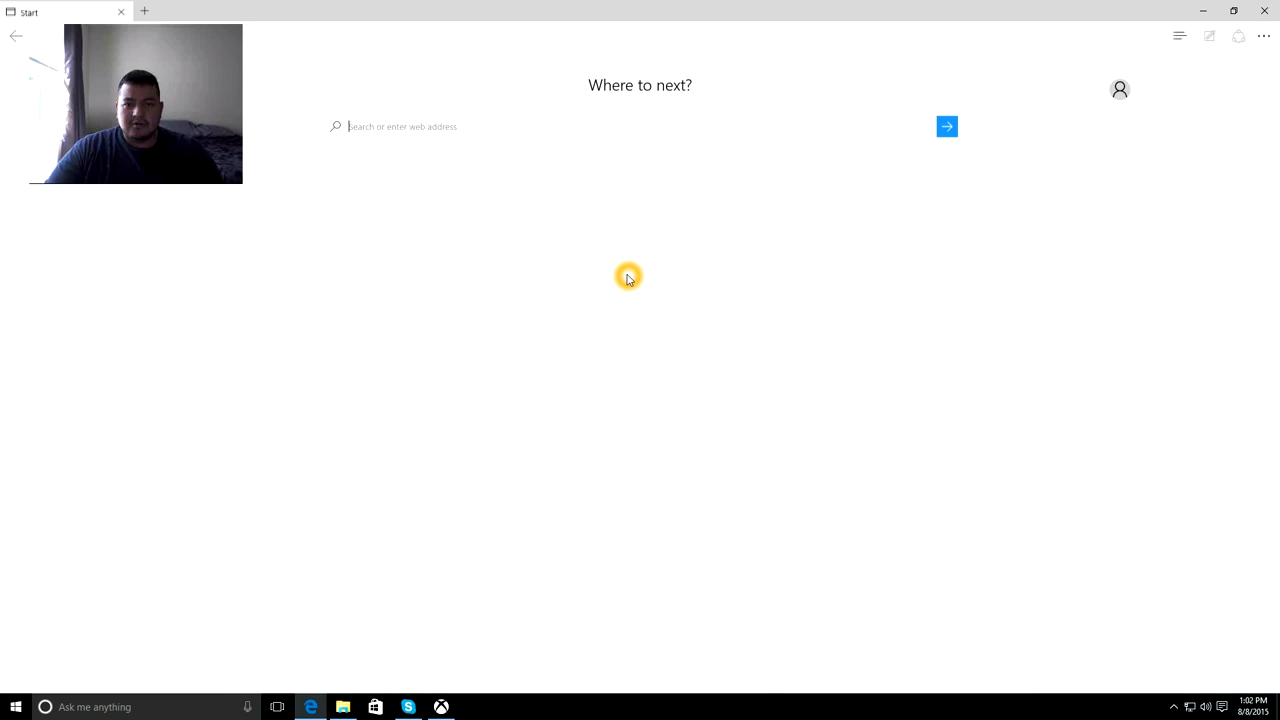 Start
Where to next?
Search or enter web address
Ask me anything
1:02 PM
8/8/2015